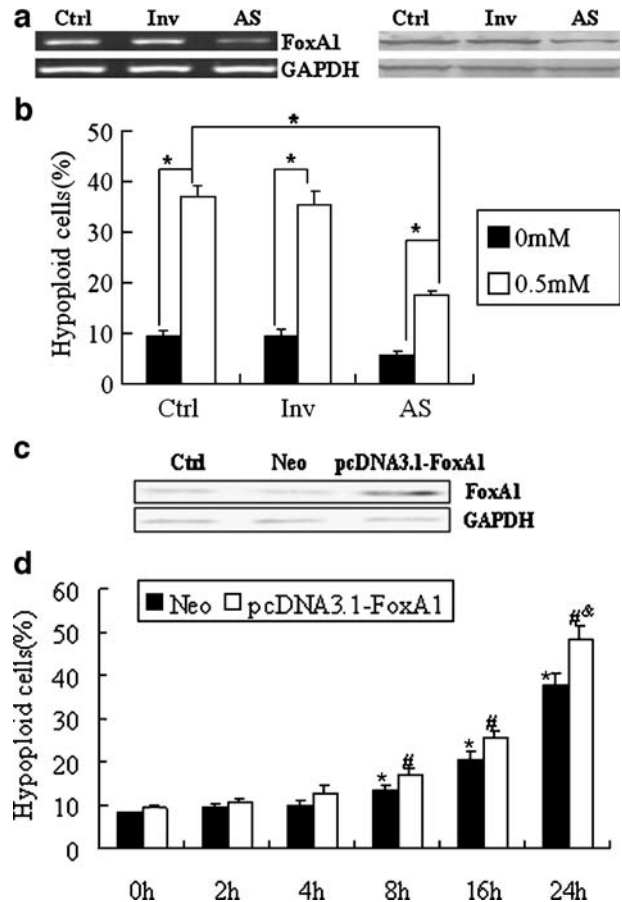 a
Ctrl Inv AS
FoxA1
GAPDH
Ctrl Inv AS
b
Hypoploid cells(%)
50
40
30
20
10
0
*
*
*
*
Ctrl Inv AS
0mM
0.5mM
c
Ctrl Neo pcDNA3.1-FoxA1
FoxA1
GAPDH
d
Hypoploid cells(%)
60
50
40
30
20
10
0
Neo pcDNA3.1-FoxA1
* #
* #
* #&
0h 2h 4h 8h 16h 24h